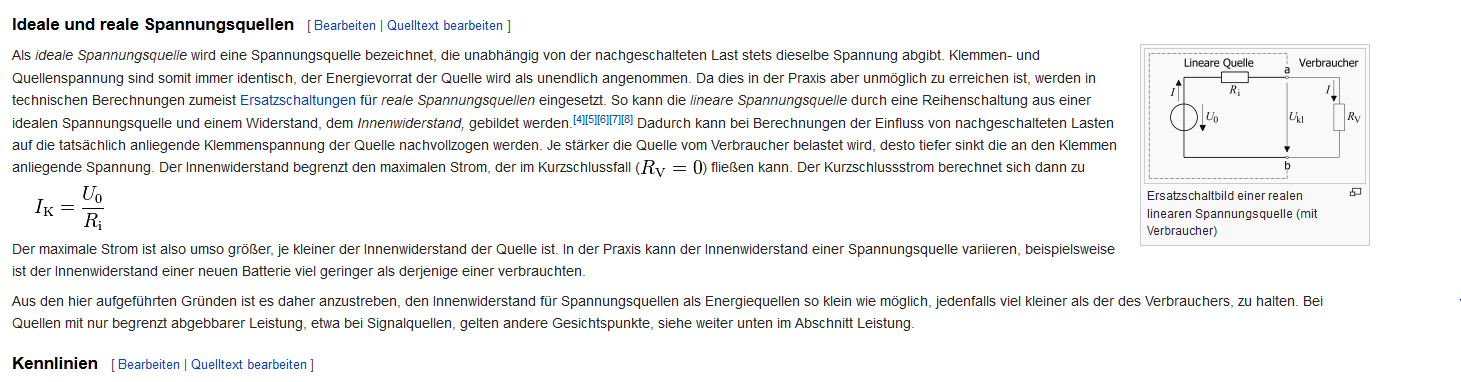 Ideale und reale Spannungsquellen [ Bearbeiten | Quelltext bearbeiten ]
Als ideale Spannungsquelle wird eine Spannungsquelle bezeichnet, die unabhängig von der nachgeschalteten Last stets dieselbe Spannung abgibt. Klemmen- und
Quellenspannung sind somit immer identisch, der Energievorrat der Quelle wird als unendlich angenommen. Da dies in der Praxis aber unmöglich zu erreichen ist, werden in
technischen Berechnungen zumeist Ersatzschaltungen für reale Spannungsquellen eingesetzt. So kann die lineare Spannungsquelle durch eine Reihenschaltung aus einer
idealen Spannungsquelle und einem Widerstand, dem Innenwiderstand, gebildet werden.[4][5][6][7][8] Dadurch kann bei Berechnungen der Einfluss von nachgeschalteten Lasten
auf die tatsächlich anliegende Klemmenspannung der Quelle nachvollzogen werden. Je stärker die Quelle vom Verbraucher belastet wird, desto tiefer sinkt die an den Klemmen
anliegende Spannung. Der Innenwiderstand begrenzt den maximalen Strom, der im Kurzschlussfall (R_V = 0) fließen kann. Der Kurzschlussstrom berechnet sich dann zu
I_K = U_0 / R_i
Der maximale Strom ist also umso größer, je kleiner der Innenwiderstand der Quelle ist. In der Praxis kann der Innenwiderstand einer Spannungsquelle variieren, beispielsweise
ist der Innenwiderstand einer neuen Batterie viel geringer als derjenige einer verbrauchten.
Aus den hier aufgeführten Gründen ist es daher anzustreben, den Innenwiderstand für Spannungsquellen als Energiequellen so klein wie möglich, jedenfalls viel kleiner als der des Verbrauchers, zu halten. Bei
Quellen mit nur begrenzt abgebbarer Leistung, etwa bei Signalquellen, gelten andere Gesichtspunkte, siehe weiter unten im Abschnitt Leistung.
Kennlinien [ Bearbeiten | Quelltext bearbeiten ]
Lineare Quelle a Verbraucher
I R_i I
U_0 U_kl R_V
b
Ersatzschaltbild einer realen
linearen Spannungsquelle (mit
Verbraucher)